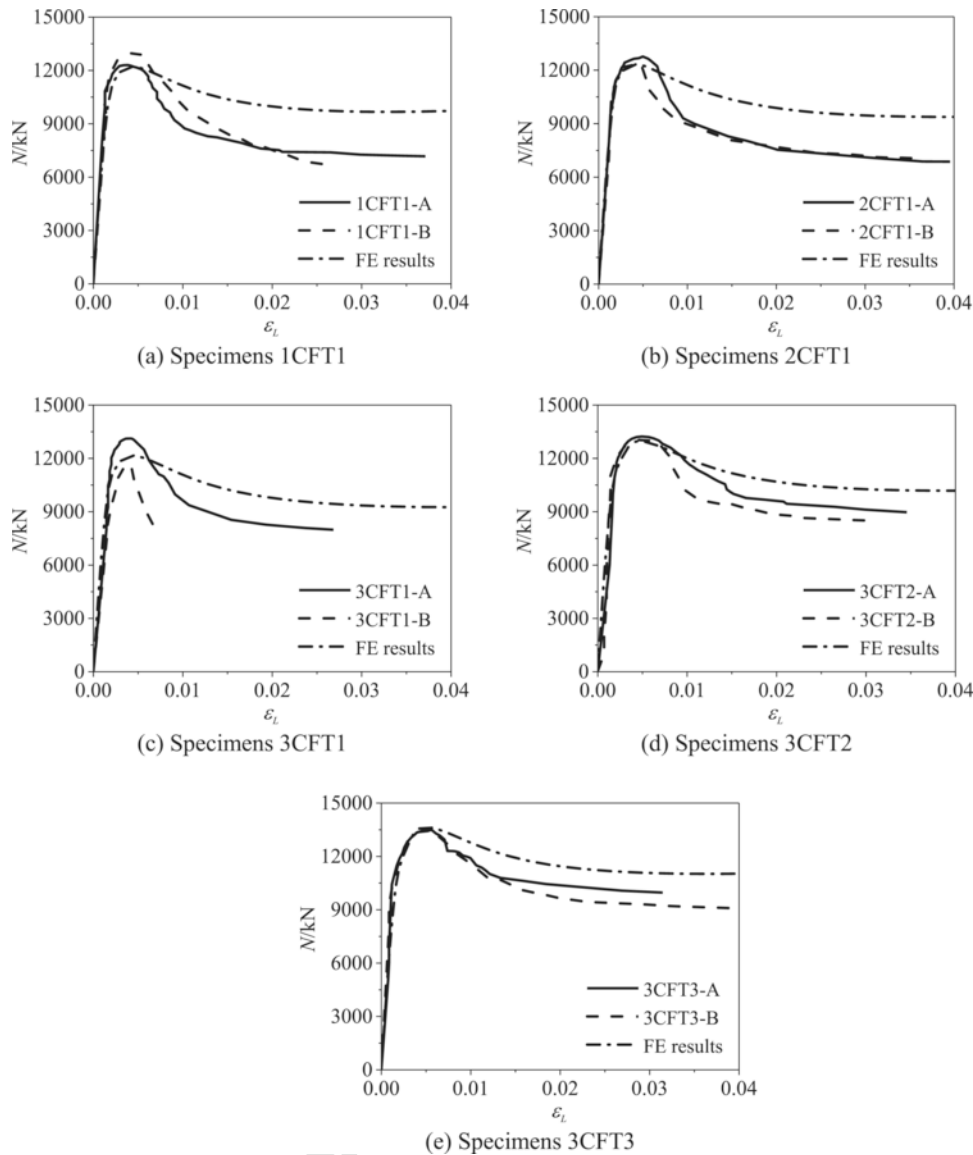 15000
12000
9000
6000
3000
0
N/kN
1CFT1-A
1CFT1-B
FE results
0.00 0.01 0.02 0.03 0.04
ε_L
(a) Specimens 1CFT1
15000
12000
9000
6000
3000
0
N/kN
2CFT1-A
2CFT1-B
FE results
0.00 0.01 0.02 0.03 0.04
ε_L
(b) Specimens 2CFT1
15000
12000
9000
6000
3000
0
N/kN
3CFT1-A
3CFT1-B
FE results
0.00 0.01 0.02 0.03 0.04
ε_L
(c) Specimens 3CFT1
15000
12000
9000
6000
3000
0
N/kN
3CFT2-A
3CFT2-B
FE results
0.00 0.01 0.02 0.03 0.04
ε_L
(d) Specimens 3CFT2
15000
12000
9000
6000
3000
0
N/kN
3CFT3-A
3CFT3-B
FE results
0.00 0.01 0.02 0.03 0.04
ε_L
(e) Specimens 3CFT3